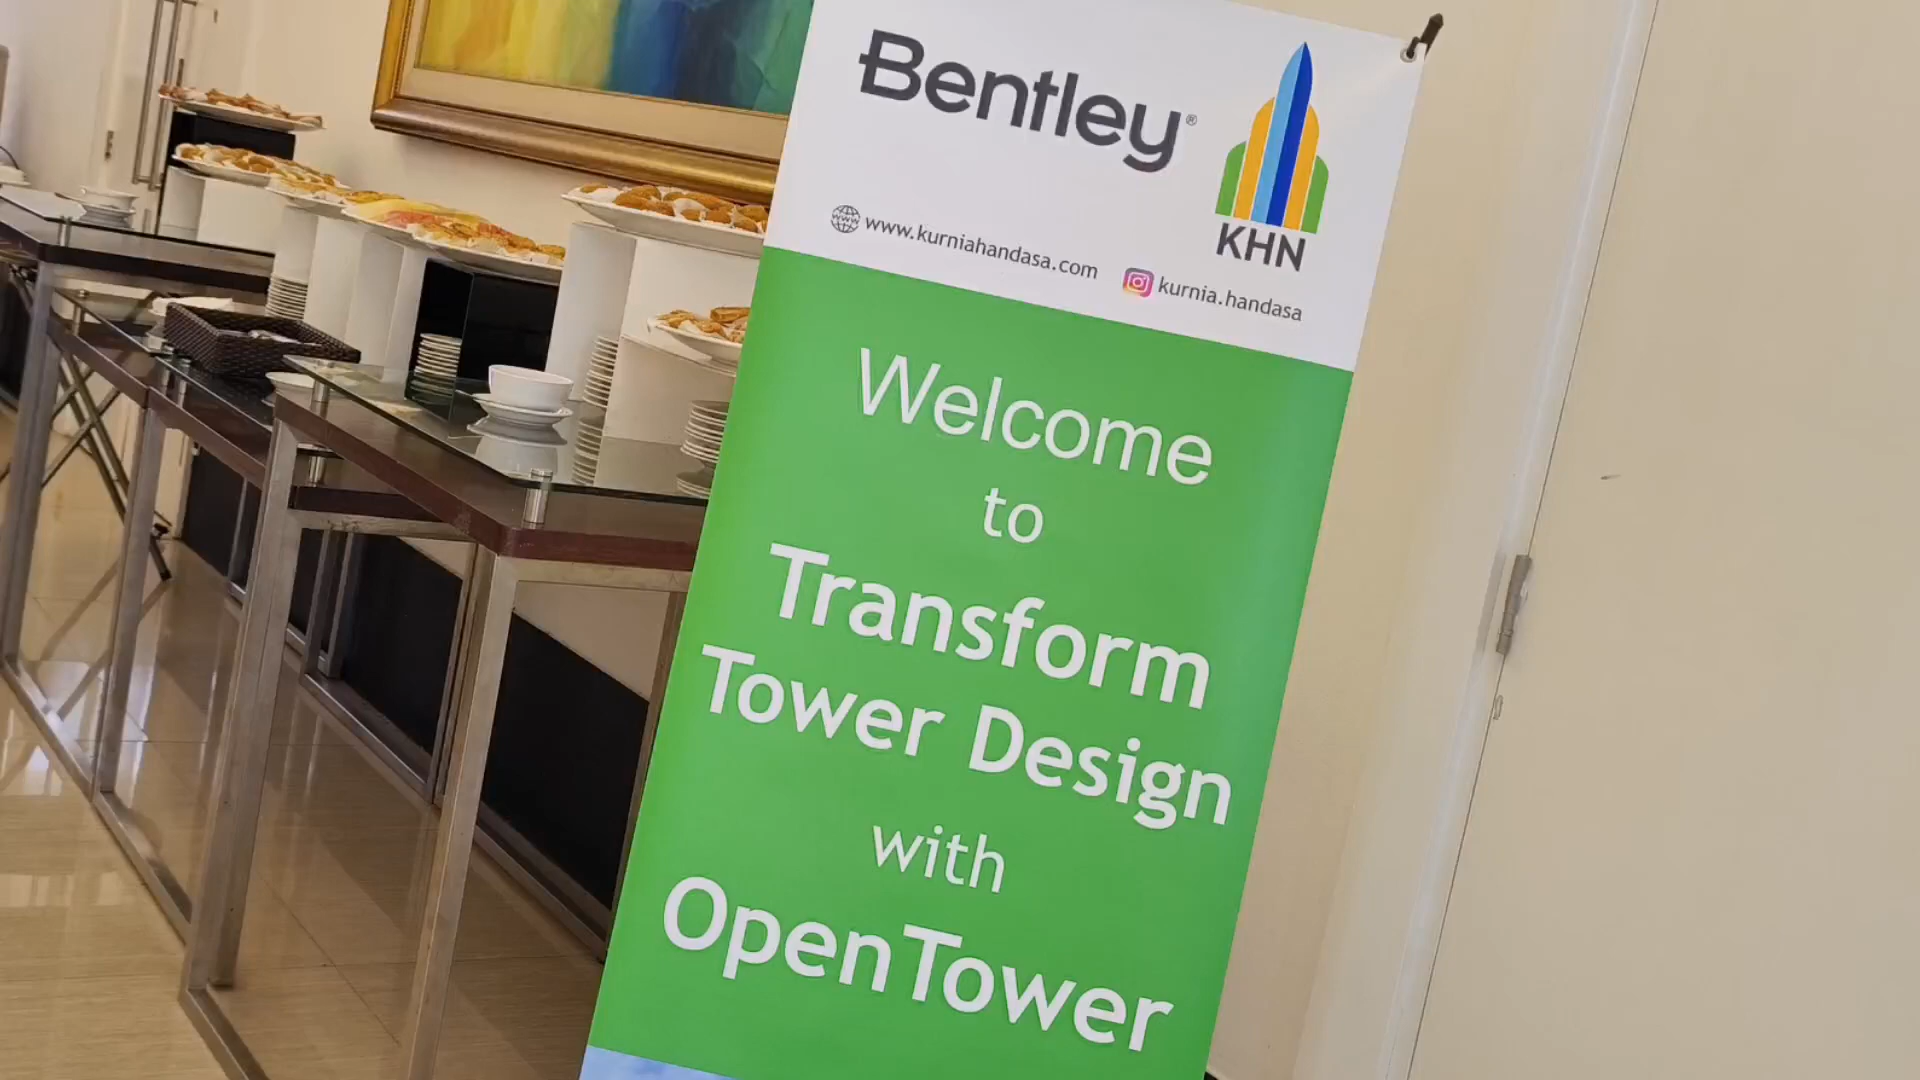 Bentley®
KHN
www.kurniahandasa.com
kurnia.handasa
Welcome
to
Transform
Tower Design
with
OpenTower